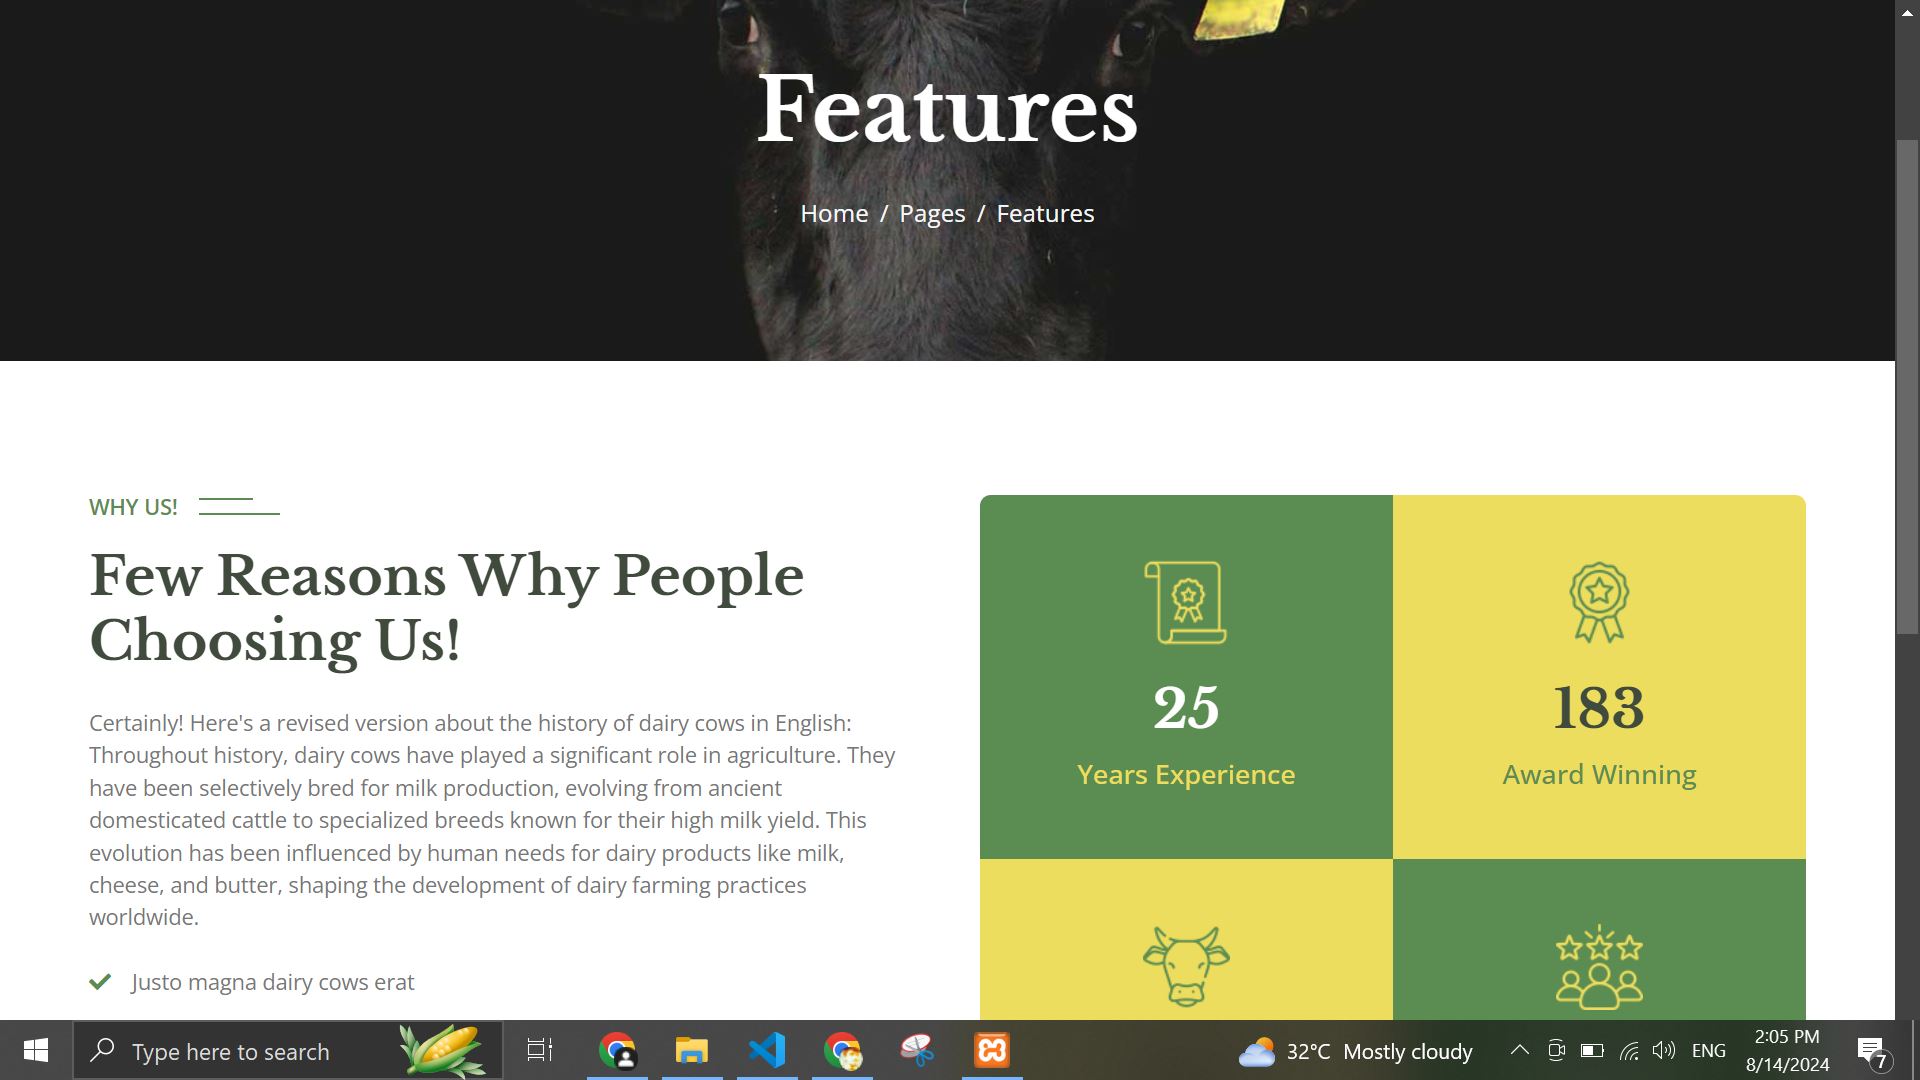 Features
Home / Pages / Features
WHY US!
Few Reasons Why People
Choosing Us!
Certainly! Here's a revised version about the history of dairy cows in English:
Throughout history, dairy cows have played a significant role in agriculture. They
have been selectively bred for milk production, evolving from ancient
domesticated cattle to specialized breeds known for their high milk yield. This
evolution has been influenced by human needs for dairy products like milk,
cheese, and butter, shaping the development of dairy farming practices
worldwide.
Justo magna dairy cows erat
25
Years Experience
183
Award Winning
Type here to search
32°C Mostly cloudy
ENG
2:05 PM
8/14/2024
7